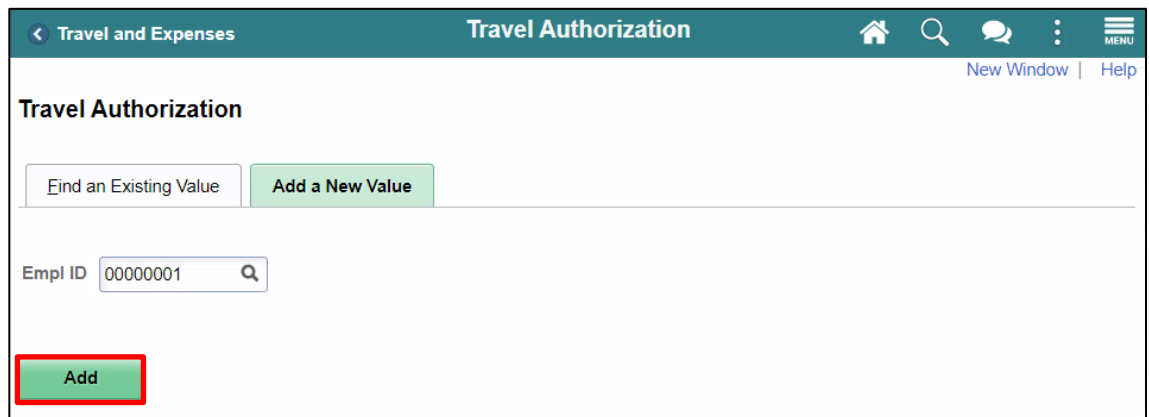 Travel and Expenses Travel Authorization MENU
New Window | Help
Travel Authorization
Find an Existing Value Add a New Value
Empl ID 00000001
Add